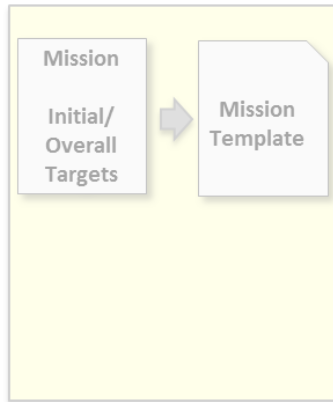 Mission
Initial/
Overall
Targets
Mission
Template